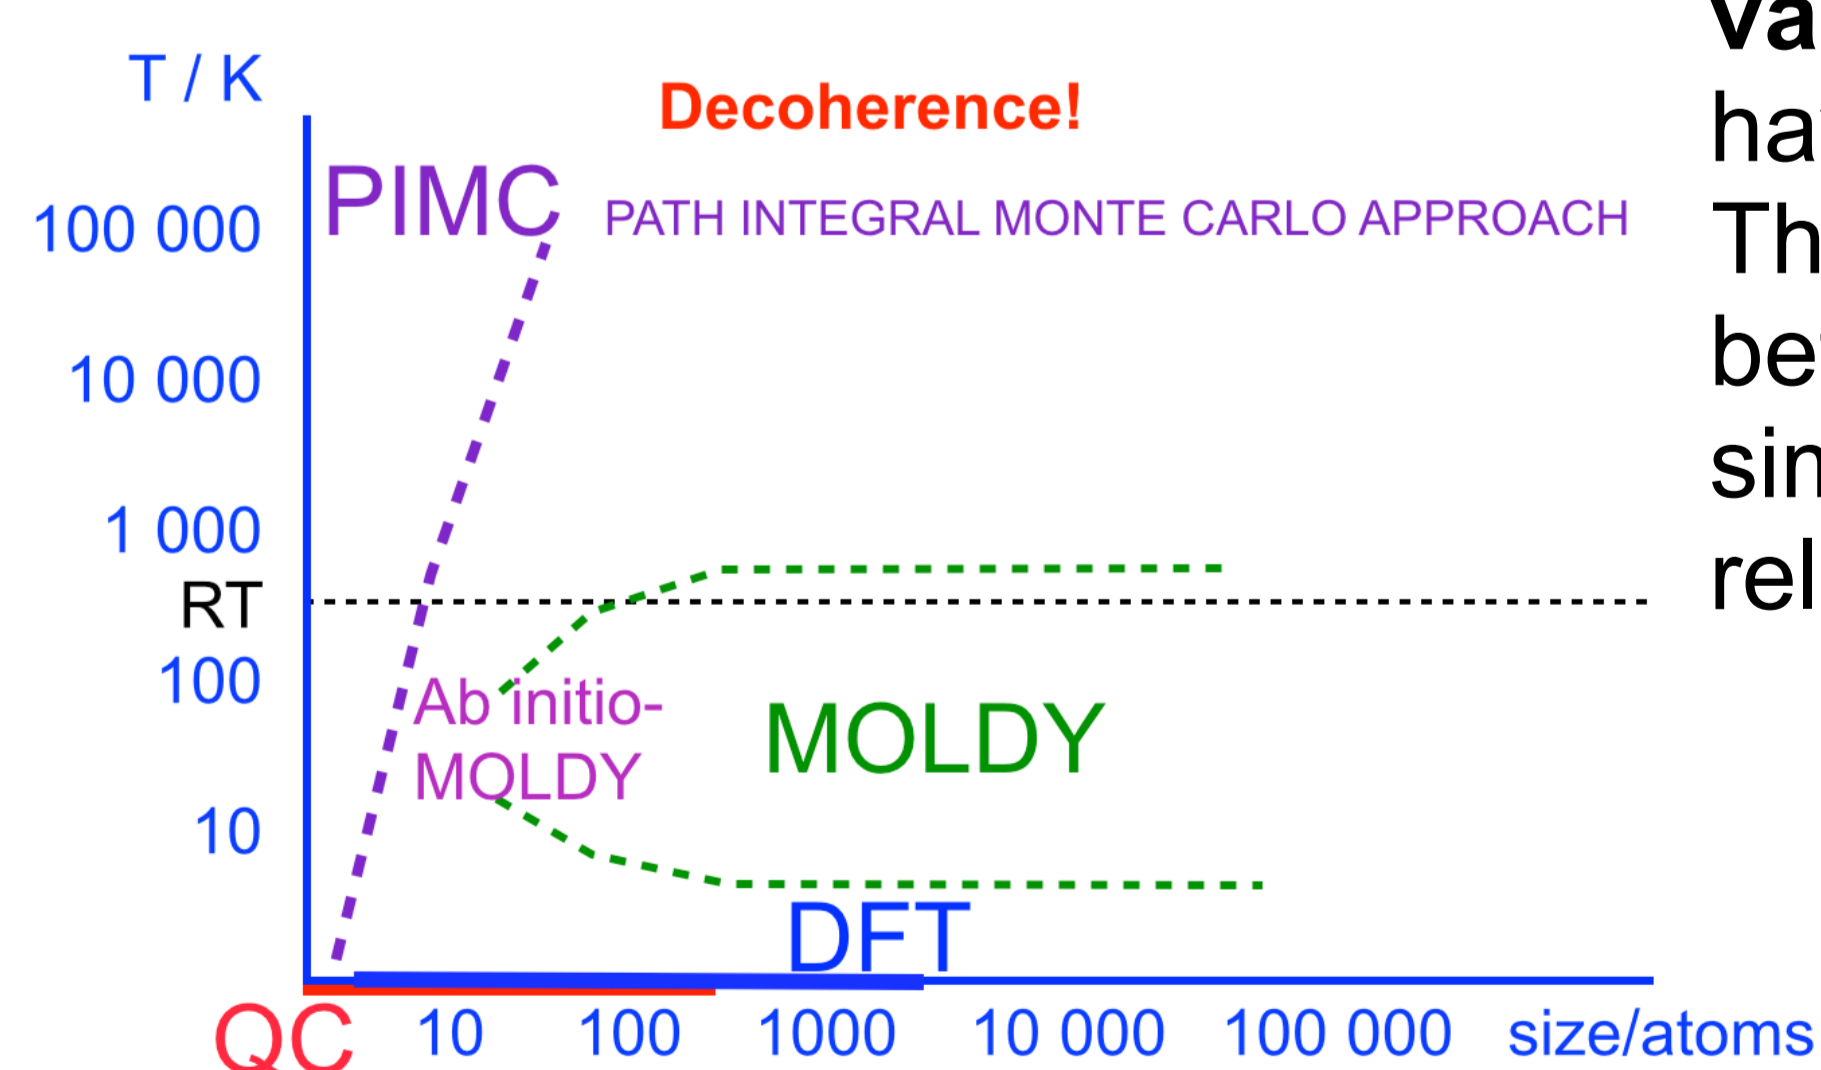 T / K
Decoherence!
PIMC
PATH INTEGRAL MONTE CARLO APPROACH
100 000
10 000
1 000
RT
100
Ab initio-
MOLDY
MOLDY
10
DFT
QC
10 100 1000 10 000 100 000 size/atoms